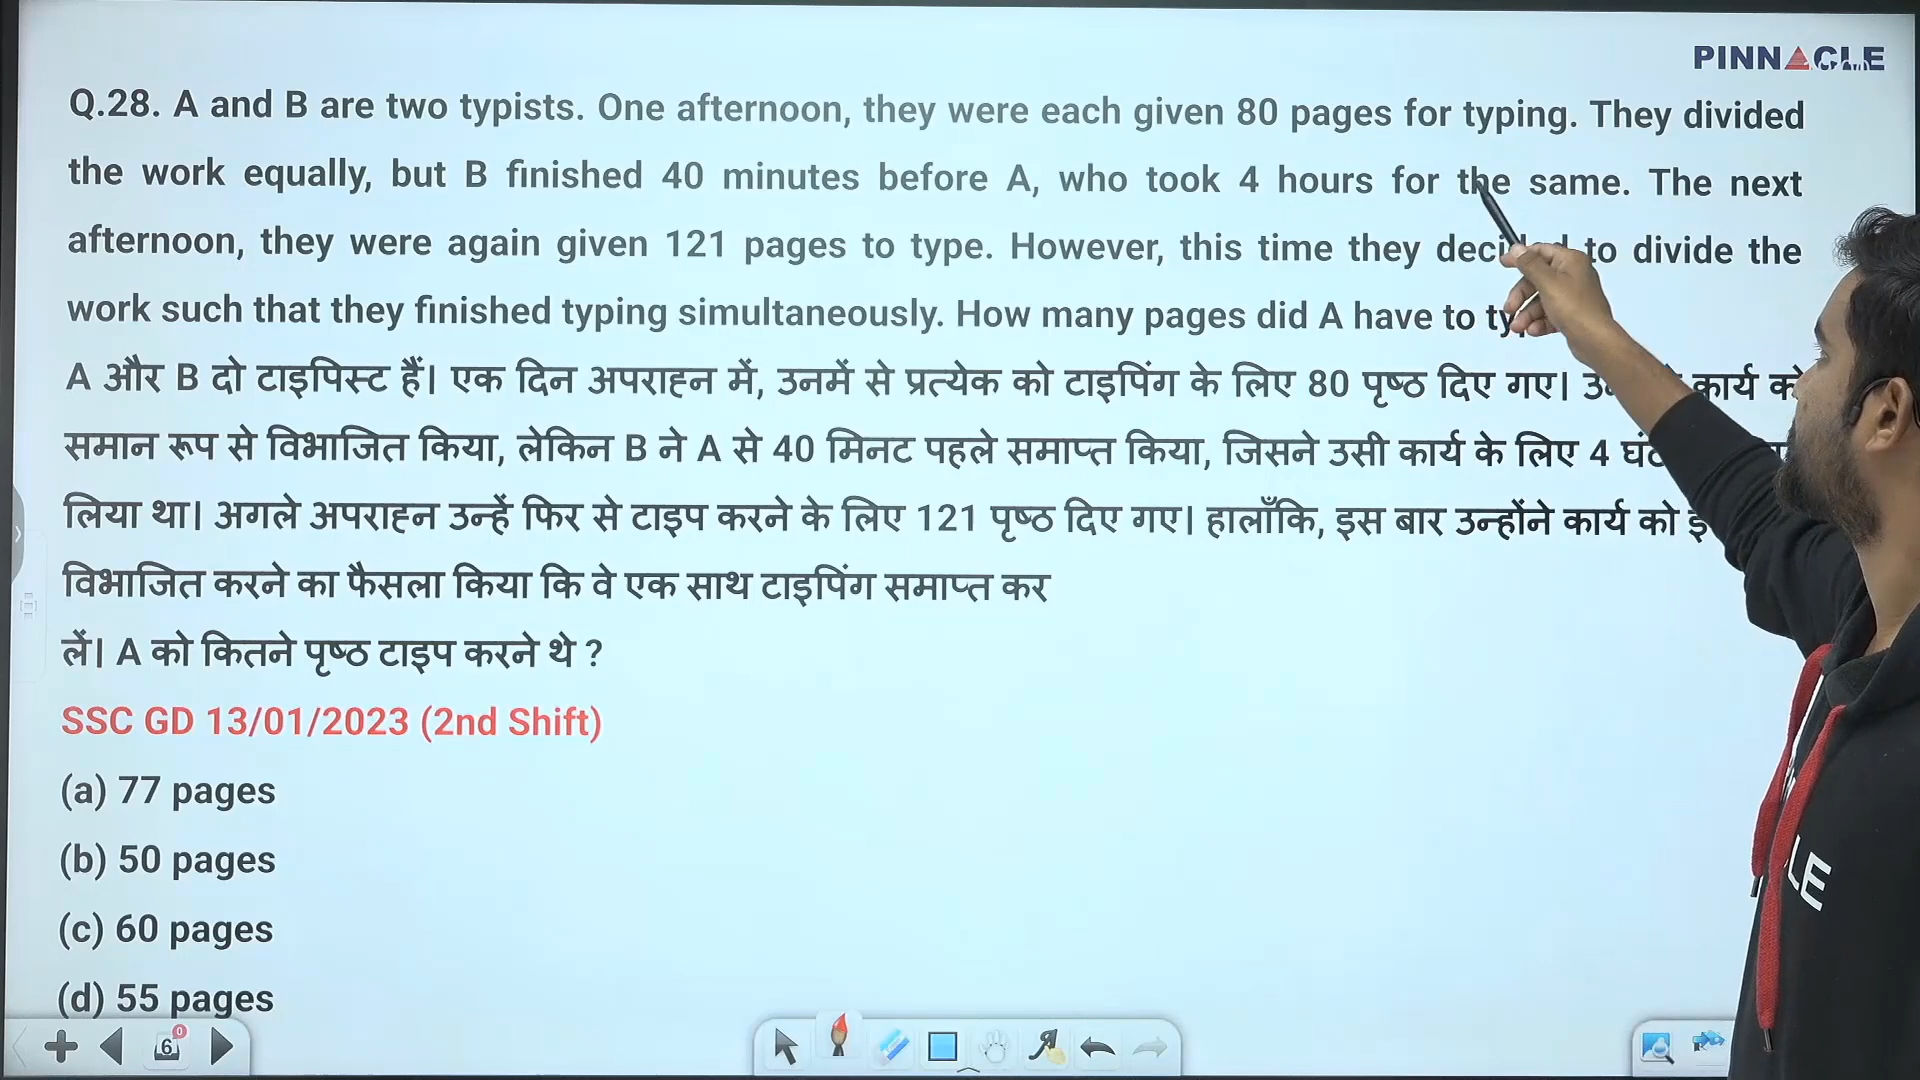 PINNACLE
Q.28. A and B are two typists. One afternoon, they were each given 80 pages for typing. They divided
the work equally, but B finished 40 minutes before A, who took 4 hours for the same. The next
afternoon, they were again given 121 pages to type. However, this time they decided to divide the
work such that they finished typing simultaneously. How many pages did A have to
A और B दो टाइपिस्ट हैं। एक दिन अपराह्न में, उनमें से प्रत्येक को टाइपिंग के लिए 80 पृष्ठ दिए गए। कार्य को
समान रूप से विभाजित किया, लेकिन B ने A से 40 मिनट पहले समाप्त किया, जिसने उसी कार्य के लिए 4
लिया था। अगले अपराह्न उन्हें फिर से टाइप करने के लिए 121 पृष्ठ दिए गए। हालाँकि, इस बार उन्होंने कार्य को
विभाजित करने का फैसला किया कि वे एक साथ टाइपिंग समाप्त कर
लें। A को कितने पृष्ठ टाइप करने थे ?
SSC GD 13/01/2023 (2nd Shift)
(a) 77 pages
(b) 50 pages
(c) 60 pages
(d) 55 pages
6
0
LE